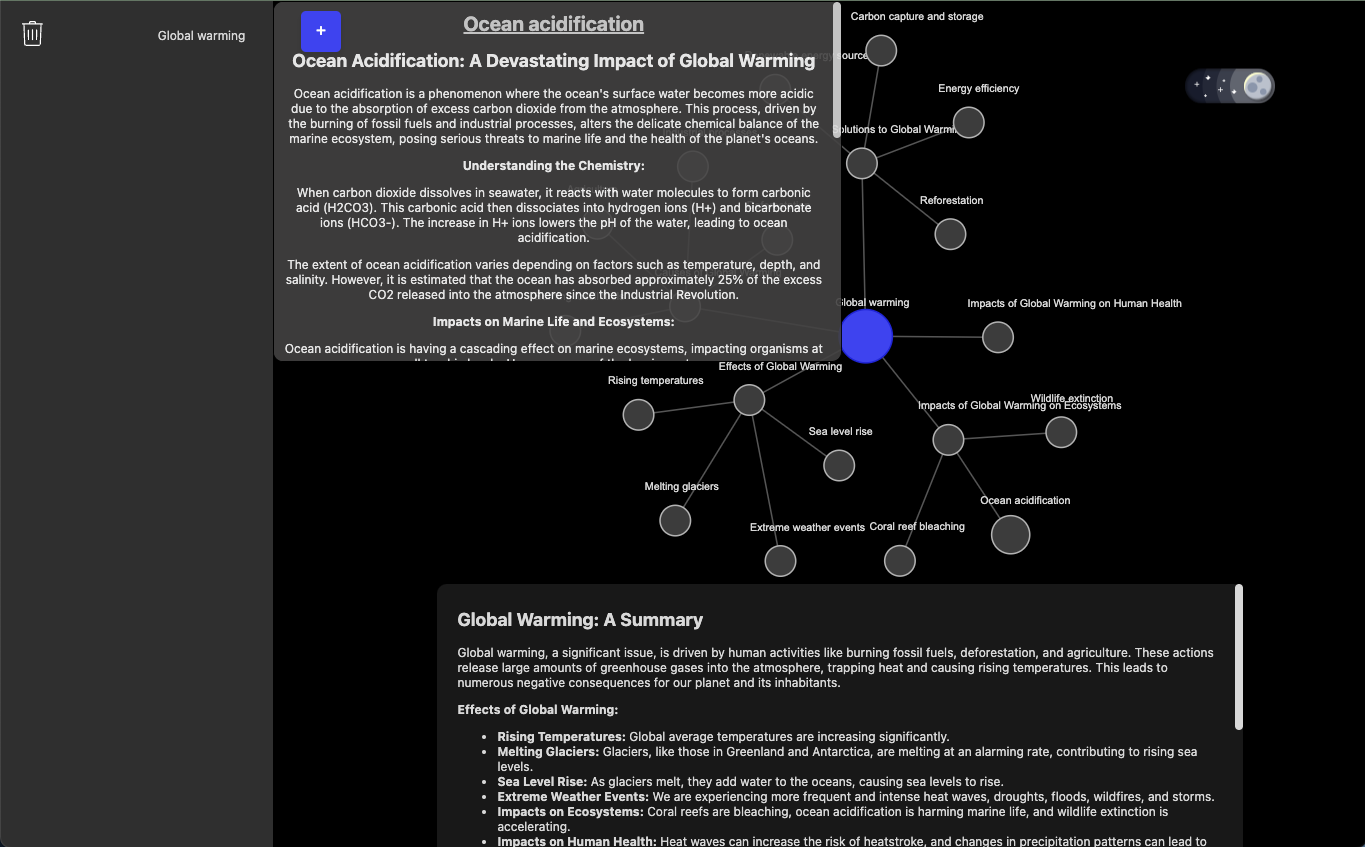 Global warming
+
Ocean acidification
Ocean Acidification: A Devastating Impact of Global Warming
Ocean acidification is a phenomenon where the ocean's surface water becomes more acidic
due to the absorption of excess carbon dioxide from the atmosphere. This process, driven by
the burning of fossil fuels and industrial processes, alters the delicate chemical balance of the
marine ecosystem, posing serious threats to marine life and the health of the planet's oceans.
Understanding the Chemistry:
When carbon dioxide dissolves in seawater, it reacts with water molecules to form carbonic
acid (H2CO3). This carbonic acid then dissociates into hydrogen ions (H+) and bicarbonate
ions (HCO3-). The increase in H+ ions lowers the pH of the water, leading to ocean
acidification.
The extent of ocean acidification varies depending on factors such as temperature, depth, and
salinity. However, it is estimated that the ocean has absorbed approximately 25% of the excess
CO2 released into the atmosphere since the Industrial Revolution.
Impacts on Marine Life and Ecosystems:
Ocean acidification is having a cascading effect on marine ecosystems, impacting organisms at
Carbon capture and storage
Energy efficiency
Solutions to Global Warming
Reforestation
Global warming
Impacts of Global Warming on Human Health
Effects of Global Warming
Rising temperatures
Wildlife extinction
Impacts of Global Warming on Ecosystems
Sea level rise
Melting glaciers
Ocean acidification
Extreme weather events
Coral reef bleaching
Global Warming: A Summary
Global warming, a significant issue, is driven by human activities like burning fossil fuels, deforestation, and agriculture. These actions
release large amounts of greenhouse gases into the atmosphere, trapping heat and causing rising temperatures. This leads to
numerous negative consequences for our planet and its inhabitants.
Effects of Global Warming:
• Rising Temperatures: Global average temperatures are increasing significantly.
• Melting Glaciers: Glaciers, like those in Greenland and Antarctica, are melting at an alarming rate, contributing to rising sea
levels.
• Sea Level Rise: As glaciers melt, they add water to the oceans, causing sea levels to rise.
• Extreme Weather Events: We are experiencing more frequent and intense heat waves, droughts, floods, wildfires, and storms.
• Impacts on Ecosystems: Coral reefs are bleaching, ocean acidification is harming marine life, and wildlife extinction is
accelerating.
• Impacts on Human Health: Heat waves can increase the risk of heatstroke, and changes in precipitation patterns can lead to